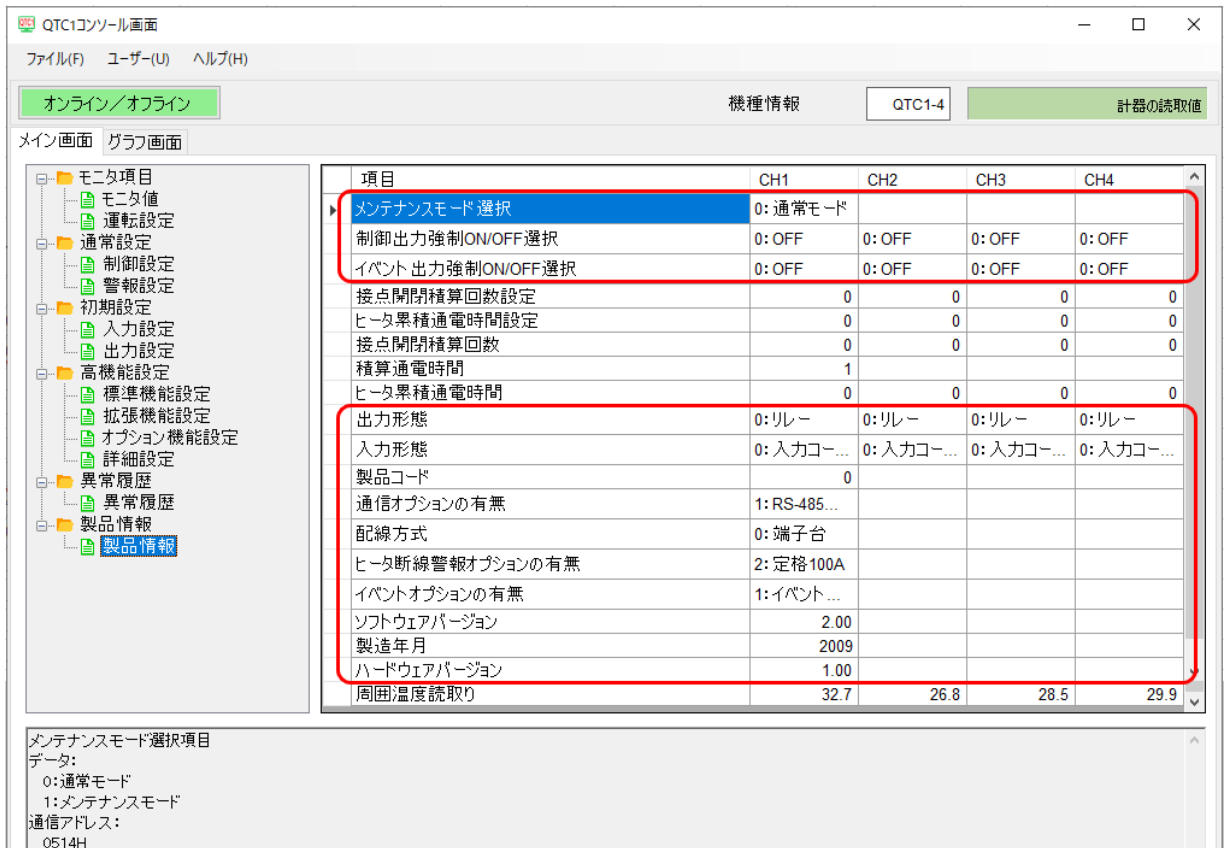 QTC1コンソール画面
ファイル(F) ユーザー(U) ヘルプ(H)
オンライン／オフライン 機種情報 QTC1-4 計器の読取値
メイン画面 グラフ画面
モニタ項目
モニタ値
運転設定
通常設定
制御設定
警報設定
初期設定
入力設定
出力設定
高機能設定
標準機能設定
拡張機能設定
オプション機能設定
詳細設定
異常履歴
異常履歴
製品情報
製品情報
項目 CH1 CH2 CH3 CH4
メンテナンスモード選択 0:通常モード
制御出力強制ON/OFF選択 0:OFF 0:OFF 0:OFF 0:OFF
イベント出力強制ON/OFF選択 0:OFF 0:OFF 0:OFF 0:OFF
接点開閉積算回数設定 0 0 0 0
ヒータ累積通電時間設定 0 0 0 0
接点開閉積算回数 0 0 0 0
積算通電時間 1
ヒータ累積通電時間 0 0 0 0
出力形態 0:リレー 0:リレー 0:リレー 0:リレー
入力形態 0:入力コー... 0:入力コー... 0:入力コー... 0:入力コー...
製品コード 0
通信オプションの有無 1:RS-485...
配線方式 0:端子台
ヒータ断線警報オプションの有無 2:定格100A
イベントオプションの有無 1:イベント...
ソフトウェアバージョン 2.00
製造年月 2009
ハードウェアバージョン 1.00
周囲温度読取り 32.7 26.8 28.5 29.9
メンテナンスモード選択項目
データ:
0:通常モード
1:メンテナンスモード
通信アドレス:
0514H